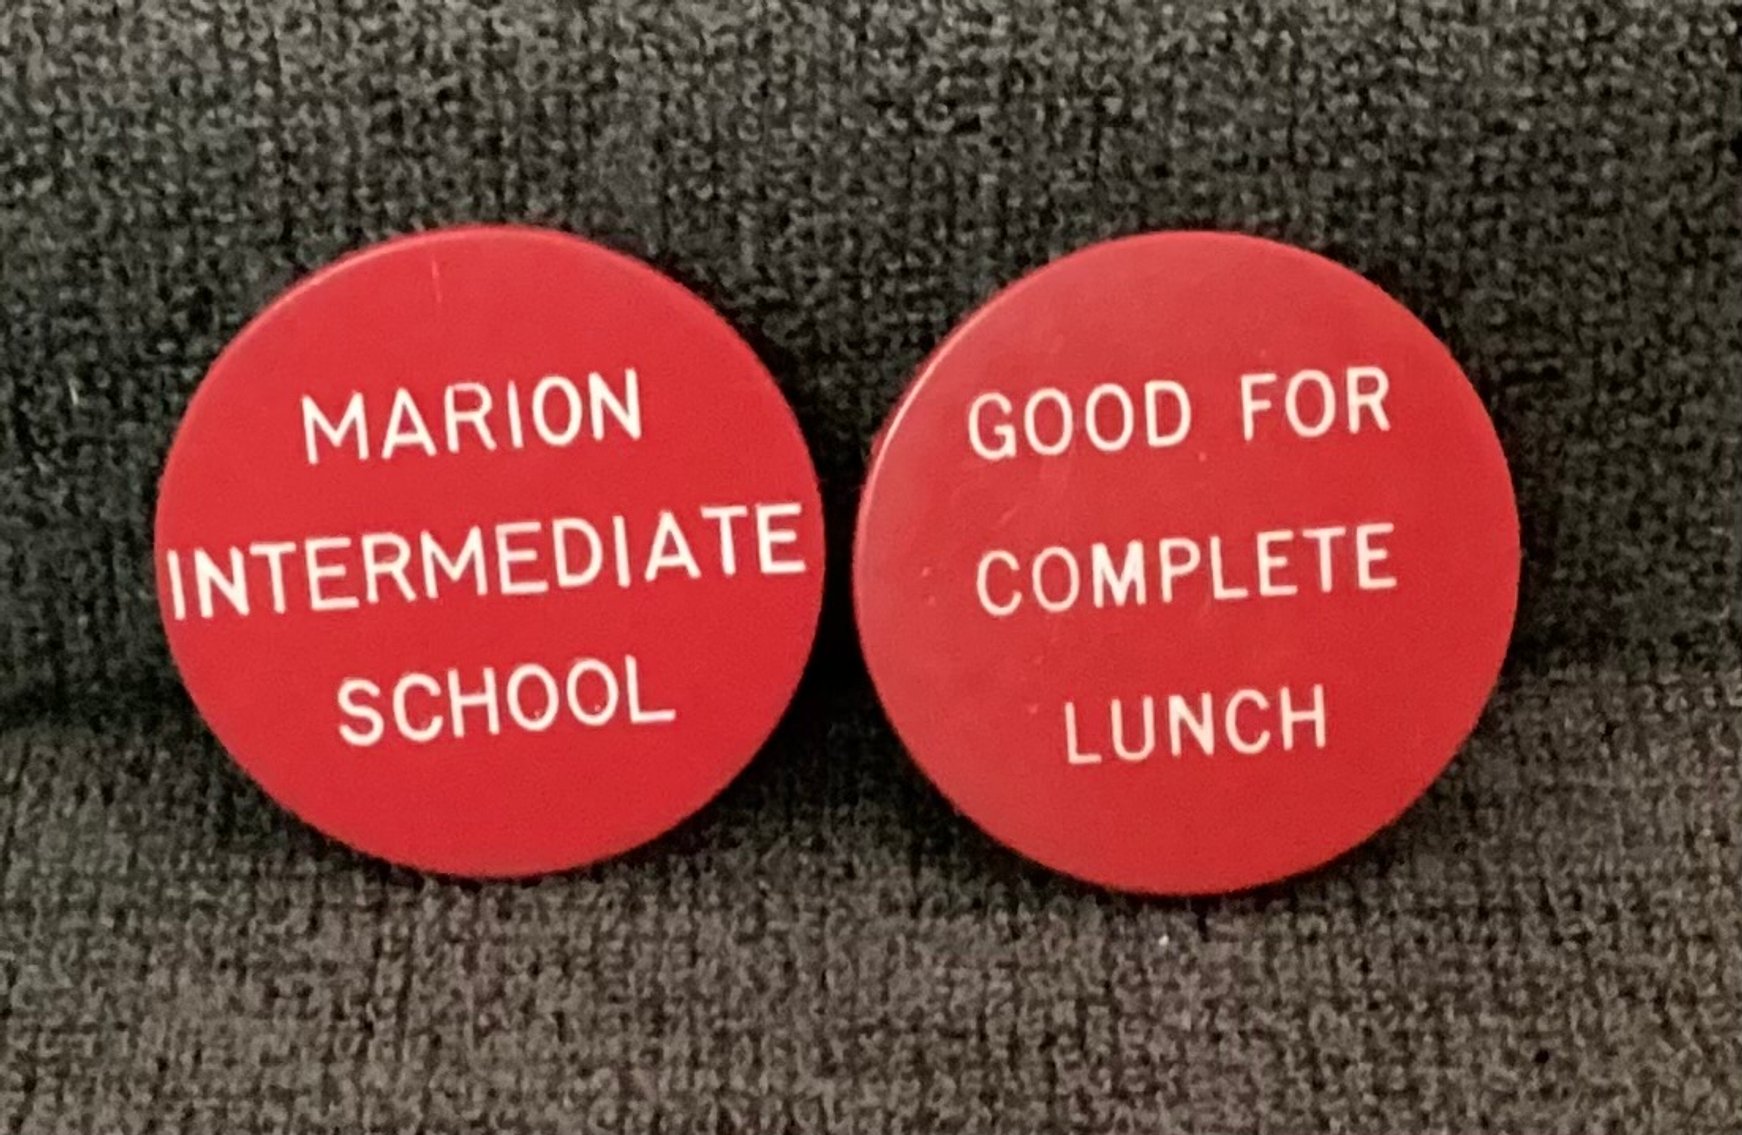 MARION
INTERMEDIATE
SCHOOL
GOOD FOR
COMPLETE
LUNCH